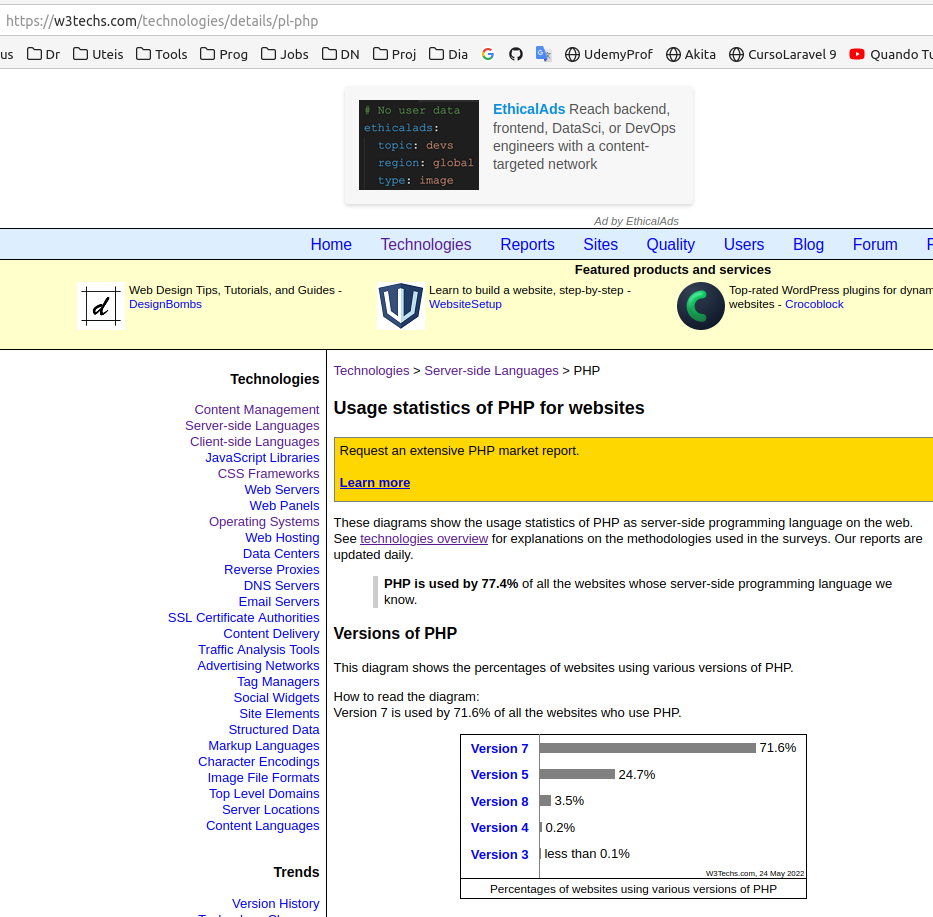 https://w3techs.com/technologies/details/pl-php
us Dr Uteis Tools Prog Jobs DN Proj Dia UdemyProf Akita CursoLaravel 9 Quando Tu
# No user data
ethicalads:
topic: devs
region: global
type: image
EthicalAds Reach backend,
frontend, DataSci, or DevOps
engineers with a content-
targeted network
Ad by EthicalAds
Home Technologies Reports Sites Quality Users Blog Forum F
Featured products and services
Web Design Tips, Tutorials, and Guides -
DesignBombs
Learn to build a website, step-by-step -
WebsiteSetup
Top-rated WordPress plugins for dynam
websites - Crocoblock
Technologies
Content Management
Server-side Languages
Client-side Languages
JavaScript Libraries
CSS Frameworks
Web Servers
Web Panels
Operating Systems
Web Hosting
Data Centers
Reverse Proxies
DNS Servers
Email Servers
SSL Certificate Authorities
Content Delivery
Traffic Analysis Tools
Advertising Networks
Tag Managers
Social Widgets
Site Elements
Structured Data
Markup Languages
Character Encodings
Image File Formats
Top Level Domains
Server Locations
Content Languages
Trends
Version History
Technologies > Server-side Languages > PHP
Usage statistics of PHP for websites
Request an extensive PHP market report.
Learn more
These diagrams show the usage statistics of PHP as server-side programming language on the web.
See technologies overview for explanations on the methodologies used in the surveys. Our reports are
updated daily.
PHP is used by 77.4% of all the websites whose server-side programming language we
know.
Versions of PHP
This diagram shows the percentages of websites using various versions of PHP.
How to read the diagram:
Version 7 is used by 71.6% of all the websites who use PHP.
Version 7 71.6%
Version 5 24.7%
Version 8 3.5%
Version 4 0.2%
Version 3 less than 0.1%
W3Techs.com, 24 May 2022
Percentages of websites using various versions of PHP